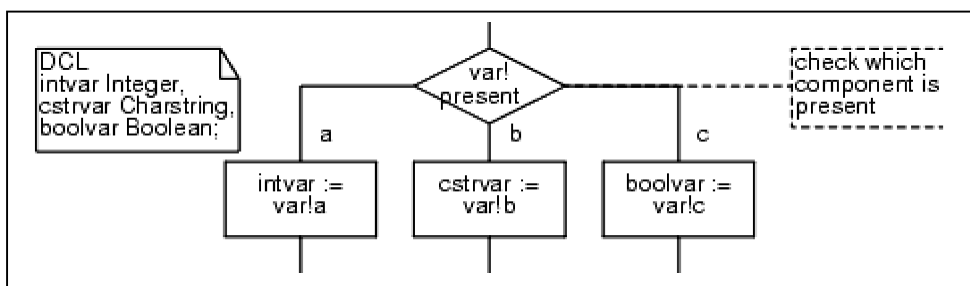 DCL
intvar Integer,
cstrvar Charstring,
boolvar Boolean;
var!
present
check which
component is
present
a
b
c
intvar :=
var!a
cstrvar :=
var!b
boolvar :=
var!c